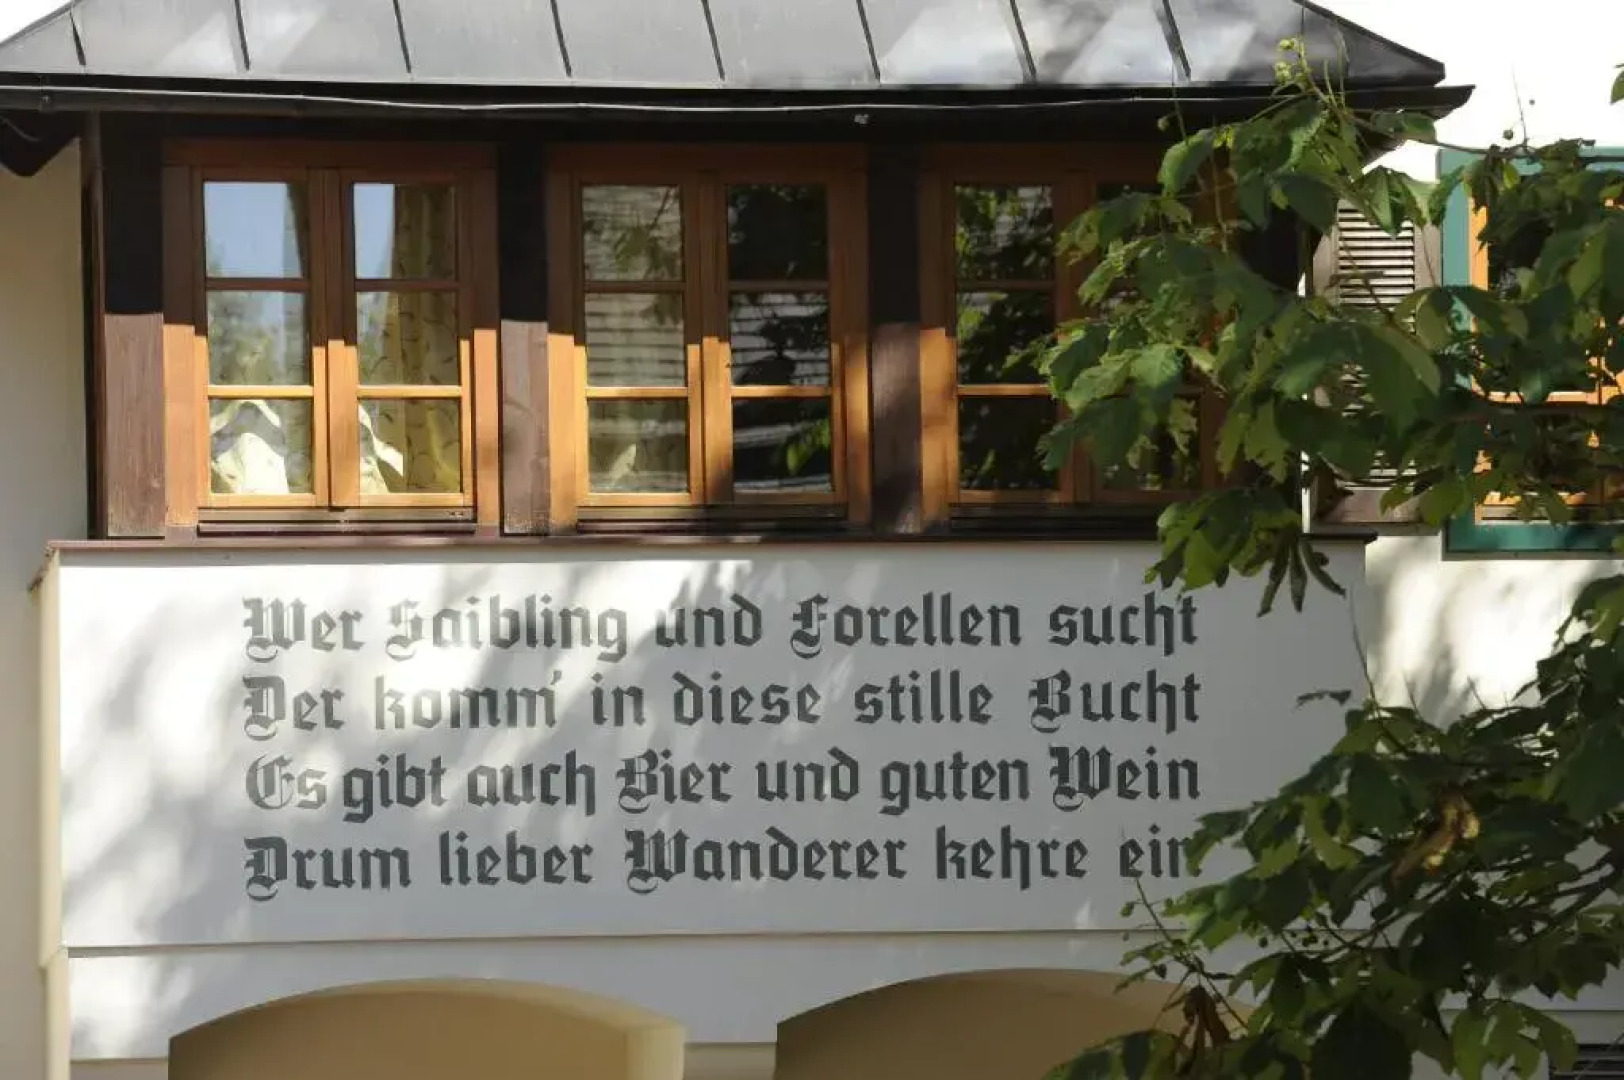 Wer Saibling und Forellen sucht
Der komm' in diese stille Bucht
Es gibt auch Bier und guten Wein
Drum lieber Wanderer kehre ein